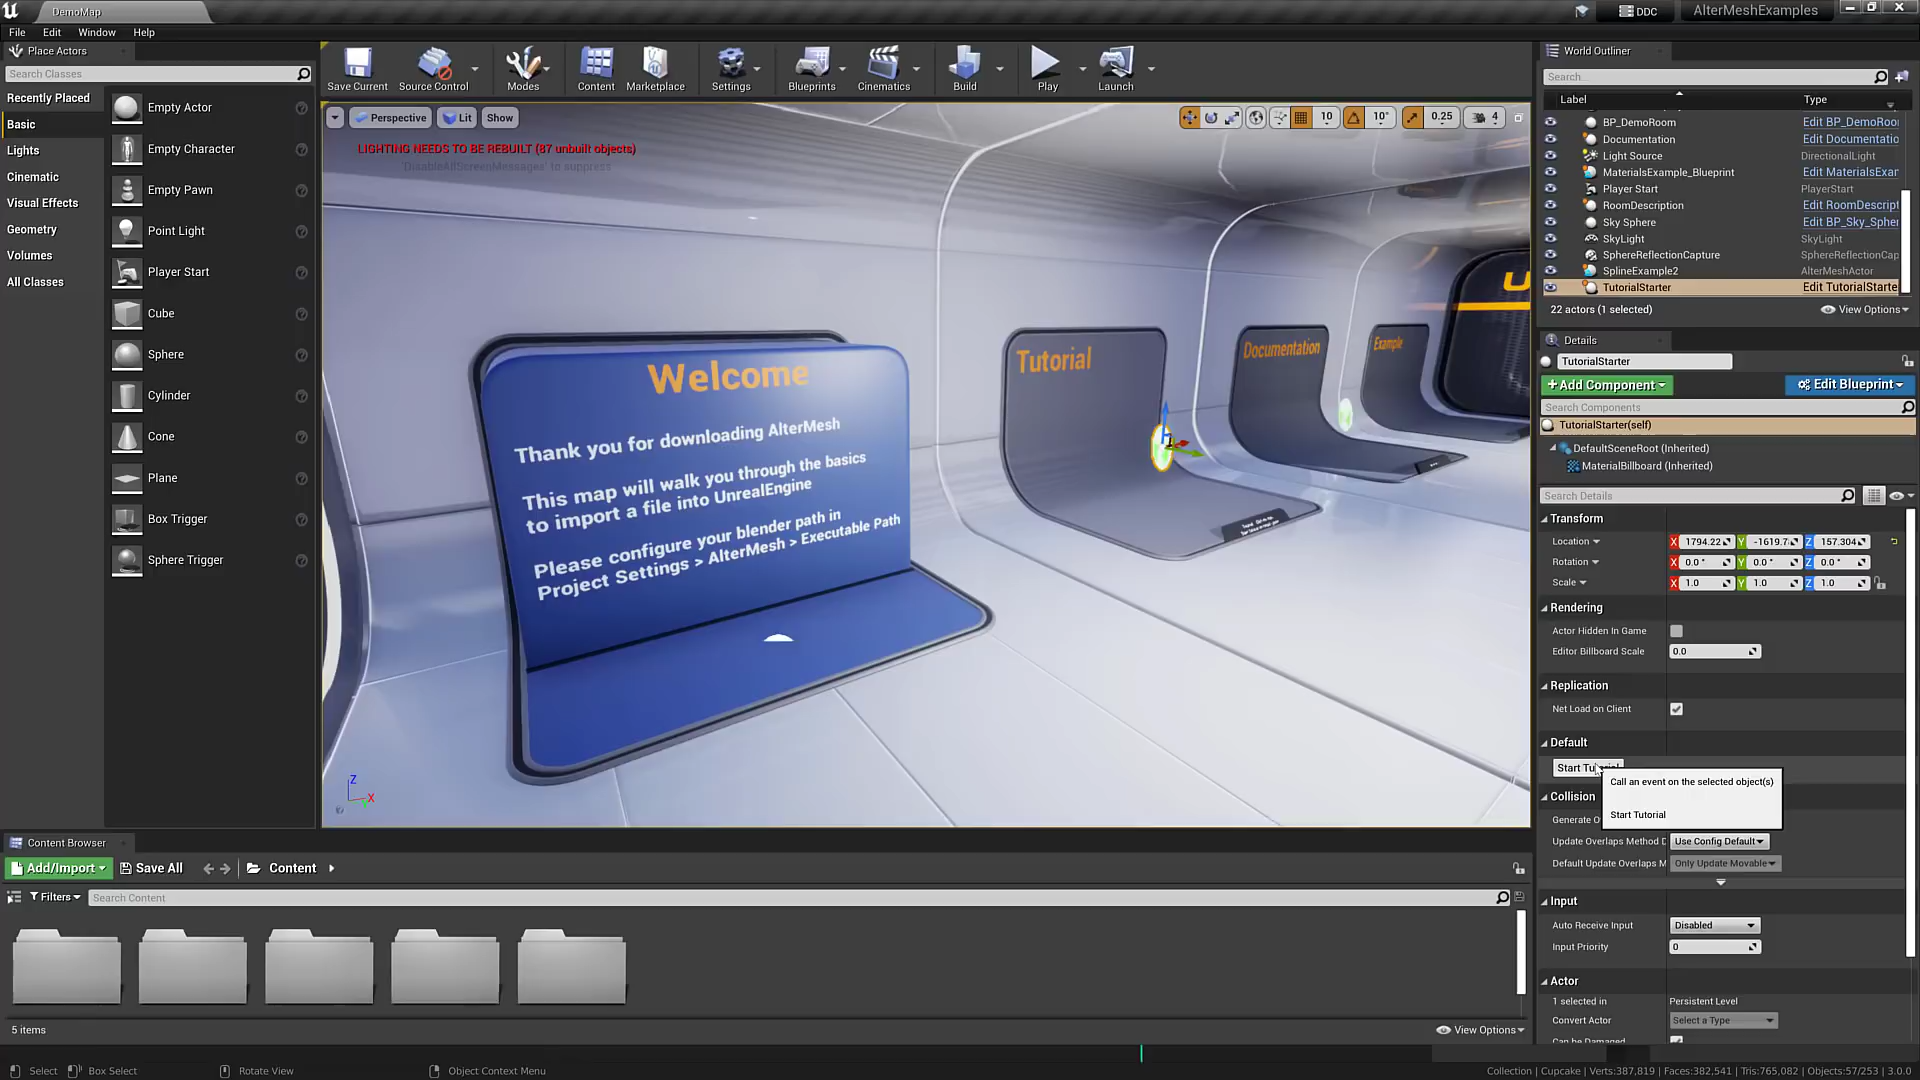 DemoMap
DDC
AlterMeshExamples
File Edit Window Help
Place Actors
Search Classes
Recently Placed
Basic
Lights
Cinematic
Visual Effects
Geometry
Volumes
All Classes
Empty Actor
Empty Character
Empty Pawn
Point Light
Player Start
Cube
Sphere
Cylinder
Cone
Plane
Box Trigger
Sphere Trigger
Save Current
Source Control
Modes
Content
Marketplace
Settings
Blueprints
Cinematics
Build
Play
Launch
Perspective
Lit
Show
10
10°
0.25
4
LIGHTING NEEDS TO BE REBUILT (87 unbuilt objects)
'DisableAllScreenMessages' to suppress
Welcome
Thank you for downloading AlterMesh
This map will walk you through the basics
to import a file into UnrealEngine
Please configure your blender path in
Project Settings > AlterMesh > Executable Path
Tutorial
Documentation
Example
U
Z
X
World Outliner
Search...
Label Type
BP_DemoRoom Edit BP_DemoRoo
Documentation Edit Documentatio
Light Source DirectionalLight
MaterialsExample_Blueprint Edit MaterialsExar
Player Start PlayerStart
RoomDescription Edit RoomDescript
Sky Sphere Edit BP_Sky_Spher
SkyLight SkyLight
SphereReflectionCapture SphereReflectionCap
SplineExample2 AlterMeshActor
TutorialStarter Edit TutorialStarte
22 actors (1 selected)
View Options
Details
TutorialStarter
+Add Component
Edit Blueprint
Search Components
TutorialStarter(self)
DefaultSceneRoot (Inherited)
MaterialBillboard (Inherited)
Search Details
Transform
Location X 1794.22 Y -1619.7 Z 157.304
Rotation X 0.0 ° Y 0.0 ° Z 0.0 °
Scale X 1.0 Y 1.0 Z 1.0
Rendering
Actor Hidden In Game
Editor Billboard Scale 0.0
Replication
Net Load on Client
Default
Start Tutorial
Call an event on the selected object(s)
Start Tutorial
Collision
Generate O
Update Overlaps Method D Use Config Default
Default Update Overlaps M Only Update Movable
Input
Auto Receive Input Disabled
Input Priority 0
Actor
1 selected in Persistent Level
Convert Actor Select a Type
Can be Damaged
Content Browser
Add/Import
Save All
Content
Filters
Search Content
5 items
View Options
Select
Box Select
Rotate View
Object Context Menu
Collection | Cupcake | Verts:387,819 | Faces:382,541 | Tris:765,082 | Objects:57/253 | 3.0.0